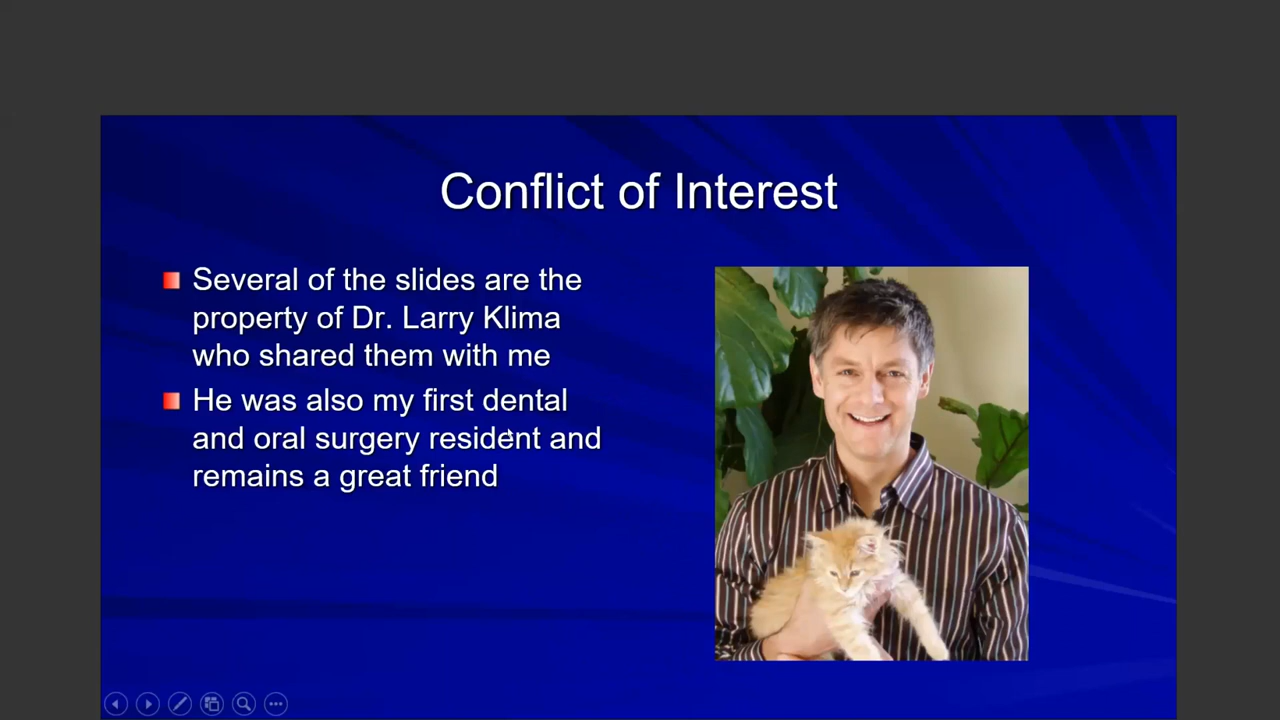 Conflict of Interest
Several of the slides are the
property of Dr. Larry Klima
who shared them with me
He was also my first dental
and oral surgery resident and
remains a great friend